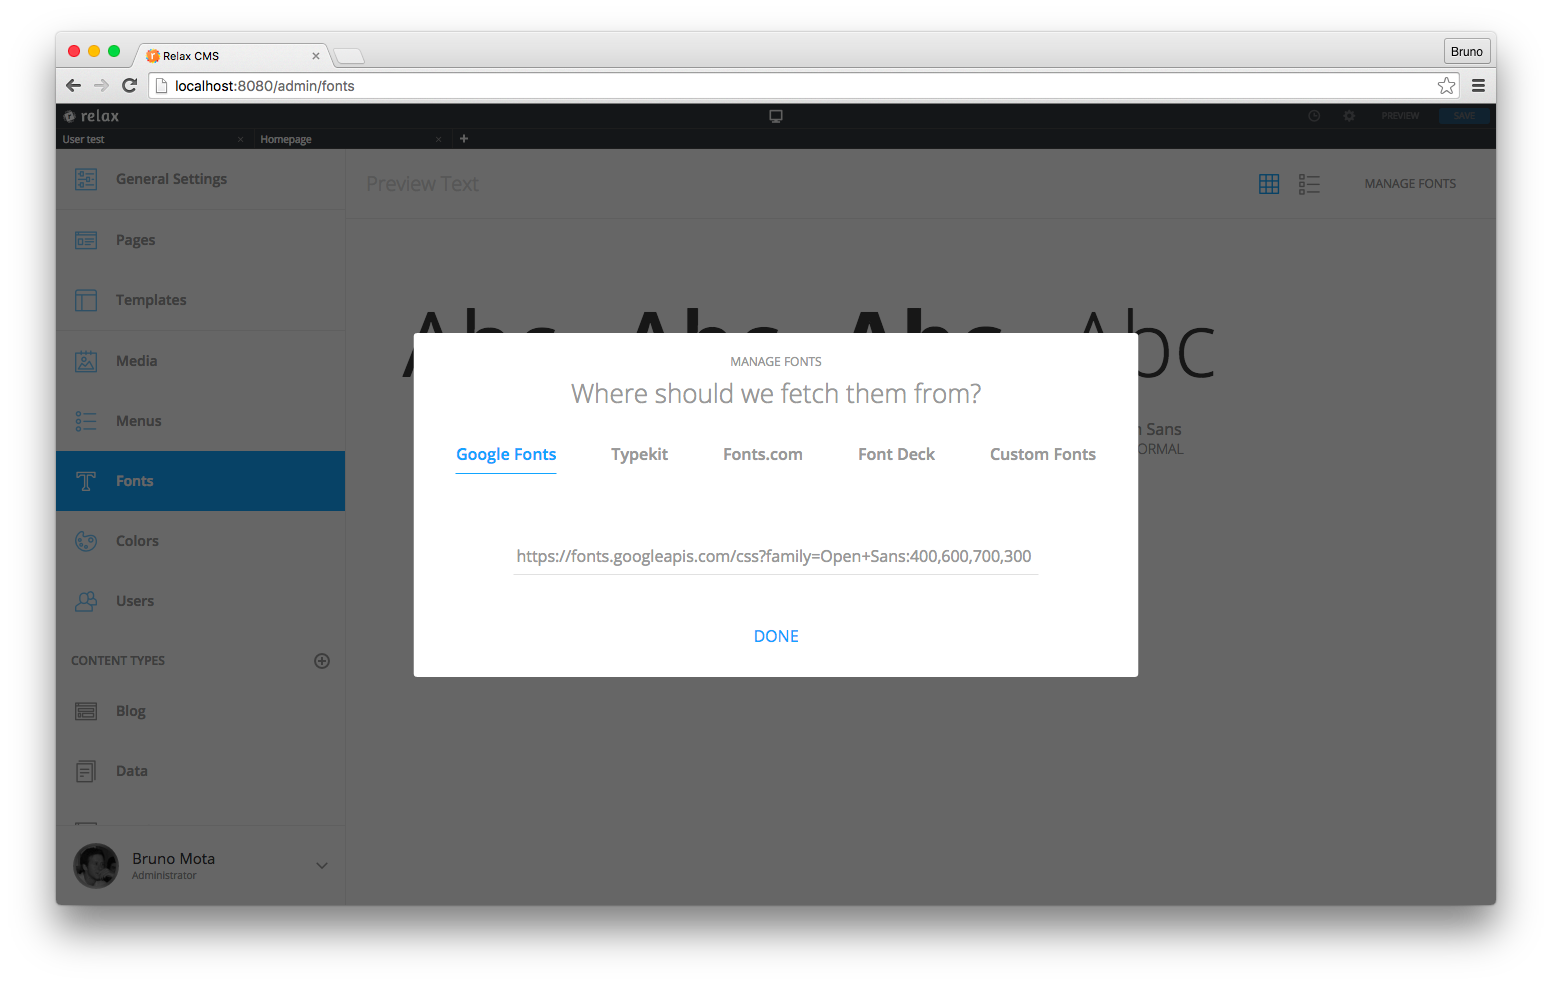 Relax CMS
Bruno
localhost:8080/admin/fonts
relax
PREVIEW
SAVE
User test
Homepage
General Settings
Preview Text
MANAGE FONTS
Pages
Templates
Abc Abc Abc Abc
Media
Menus
Fonts
Colors
Users
CONTENT TYPES
Blog
Data
Bruno Mota
Administrator
MANAGE FONTS
Where should we fetch them from?
Google Fonts
Typekit
Fonts.com
Font Deck
Custom Fonts
https://fonts.googleapis.com/css?family=Open+Sans:400,600,700,300
DONE
Sans